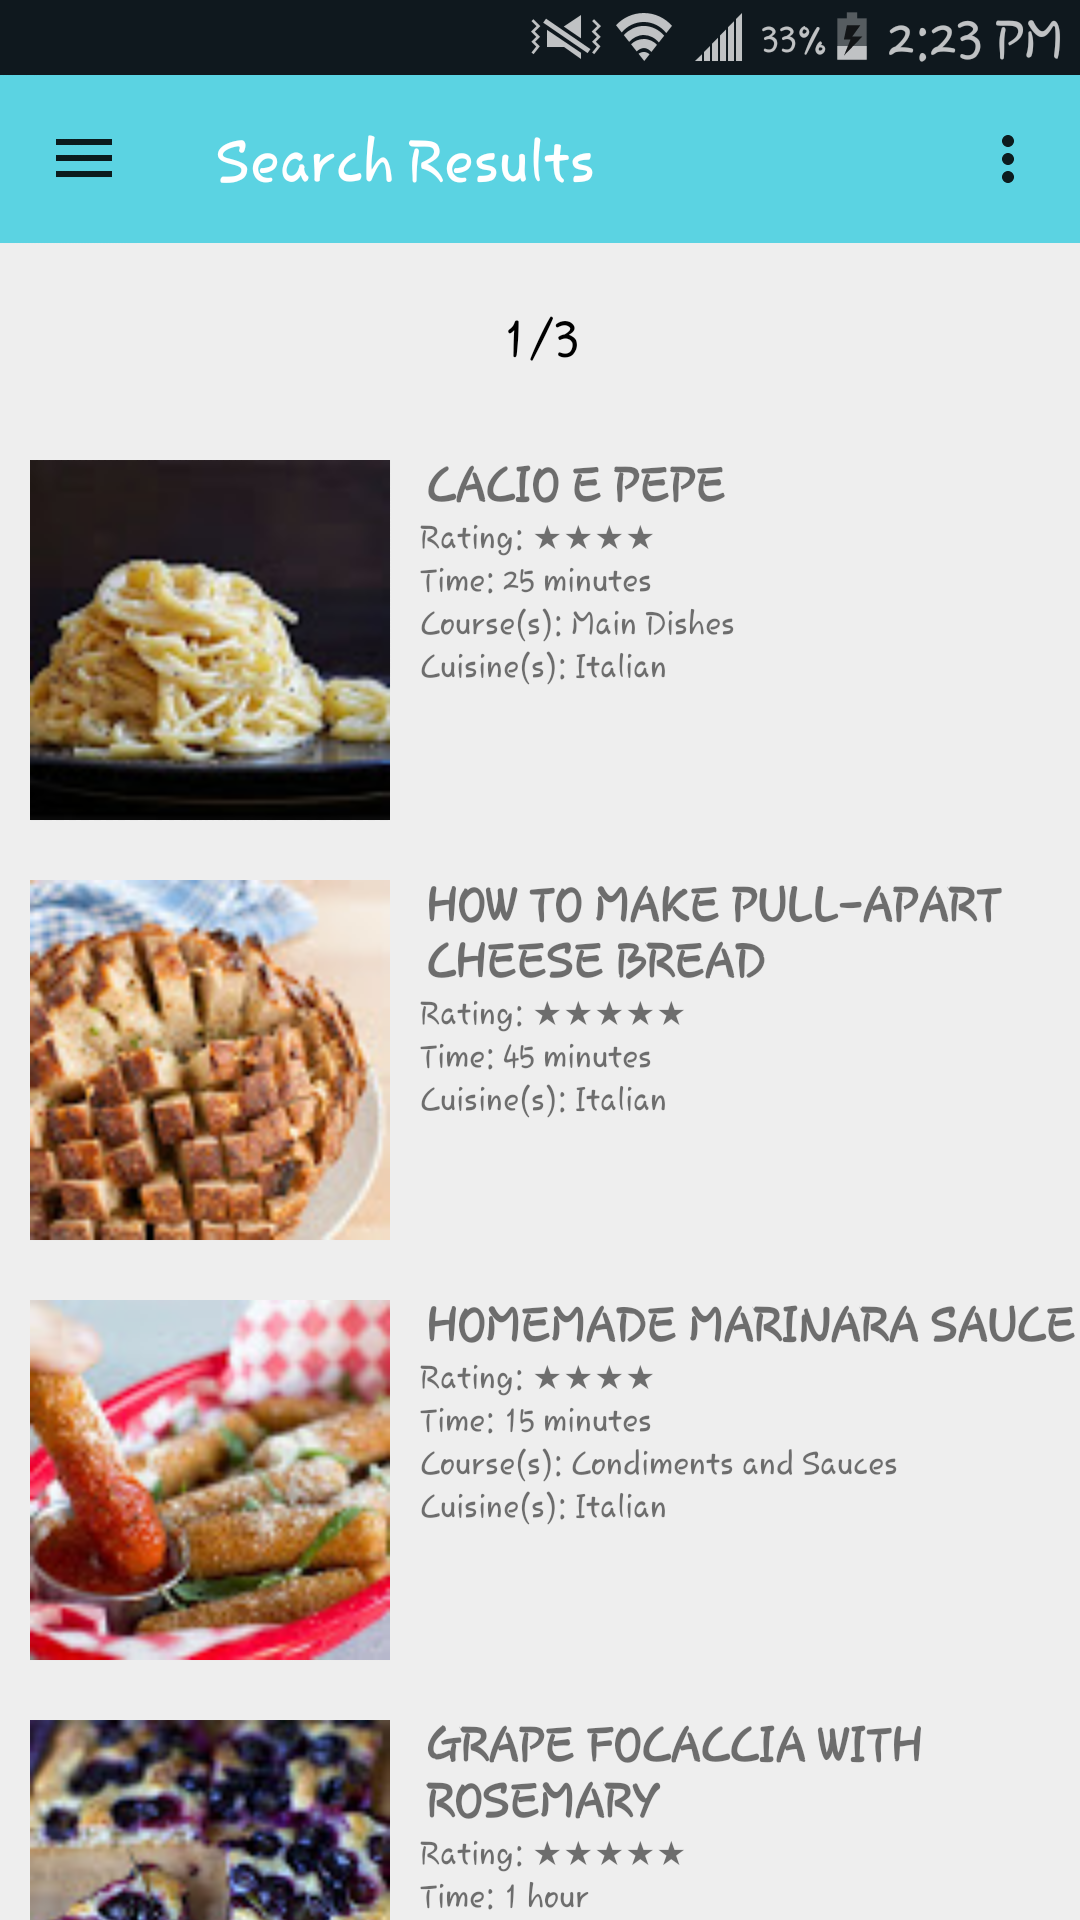 33% 2:23 PM
Search Results
1/3
CACIO E PEPE
Rating: ★★★★
Time: 25 minutes
Course(s): Main Dishes
Cuisine(s): Italian
HOW TO MAKE PULL-APART
CHEESE BREAD
Rating: ★★★★★
Time: 45 minutes
Cuisine(s): Italian
HOMEMADE MARINARA SAUCE
Rating: ★★★★
Time: 15 minutes
Course(s): Condiments and Sauces
Cuisine(s): Italian
GRAPE FOCACCIA WITH
ROSEMARY
Rating: ★★★★★
Time: 1 hour